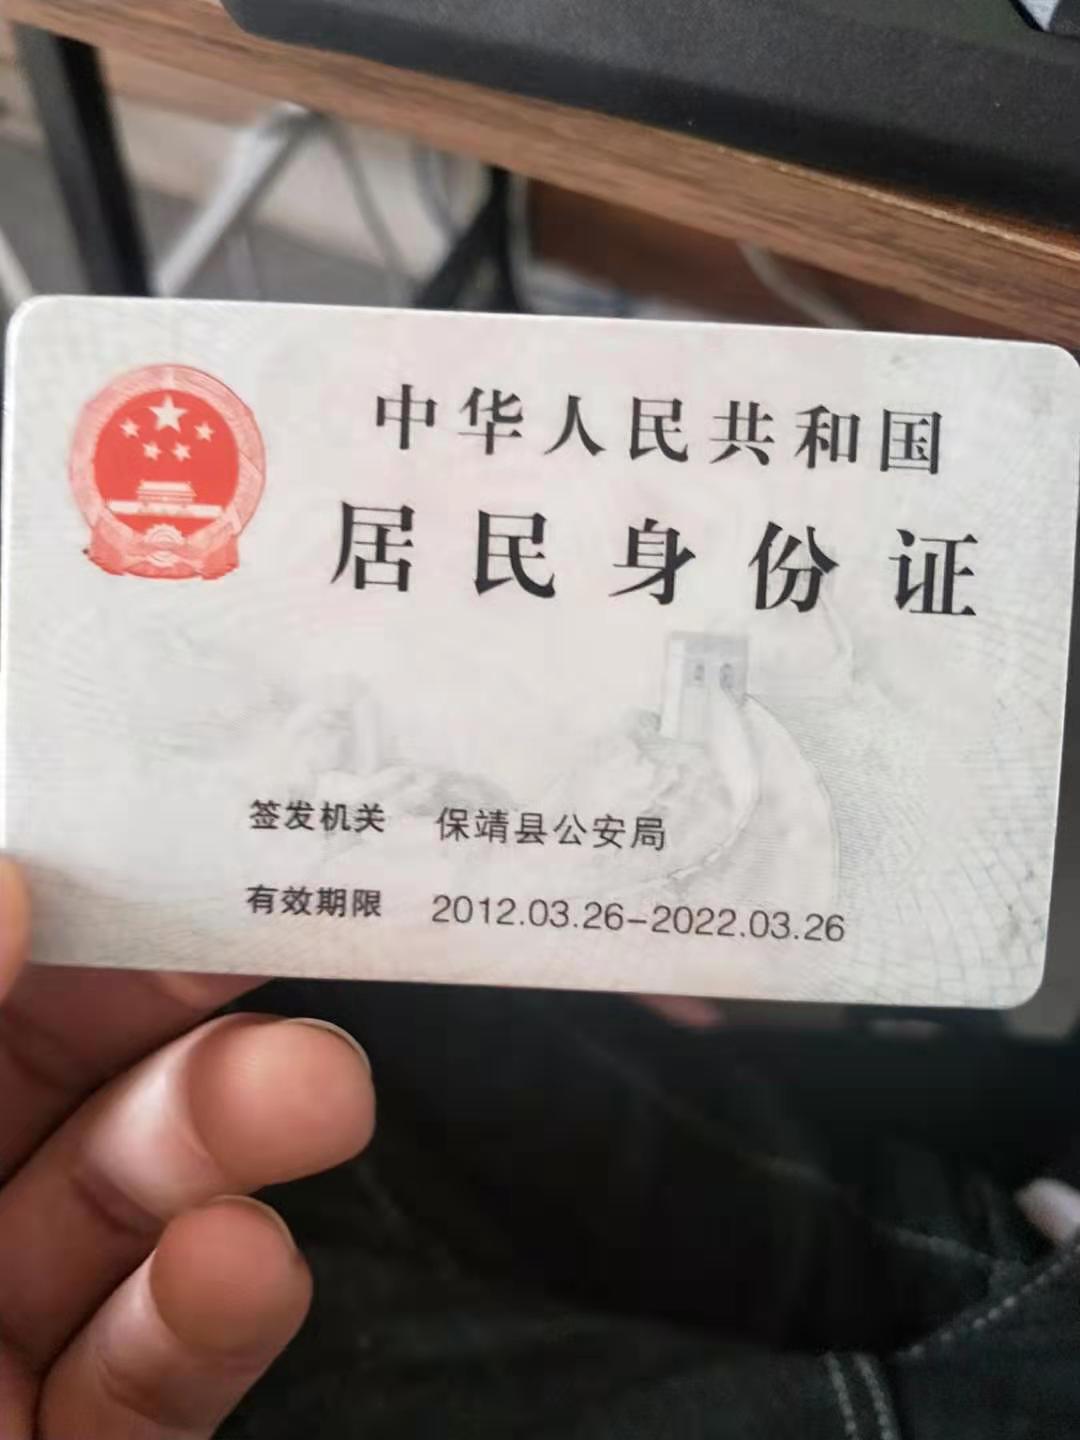 中华人民共和国
居民身份证
签发机关 保靖县公安局
有效期限 2012.03.26-2022.03.26